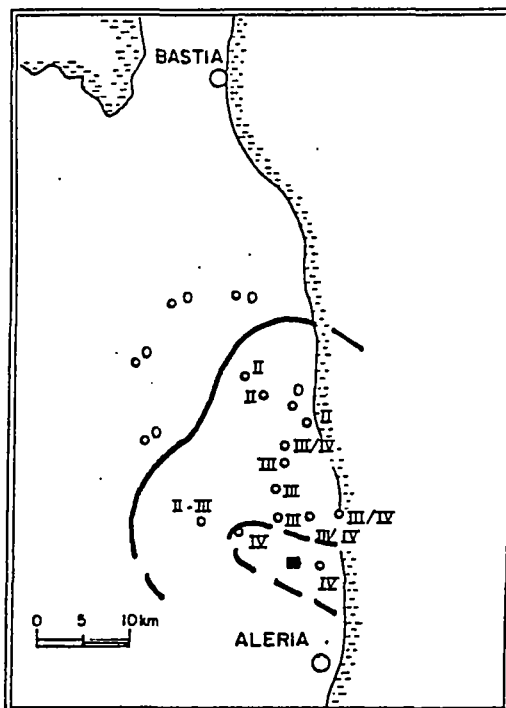 BASTIA
O
O
O
II
II
O
II
O
III/IV
III
III
II-III
III
III/IV
III/IV
IV
IV
0 5 10km
ALERIA